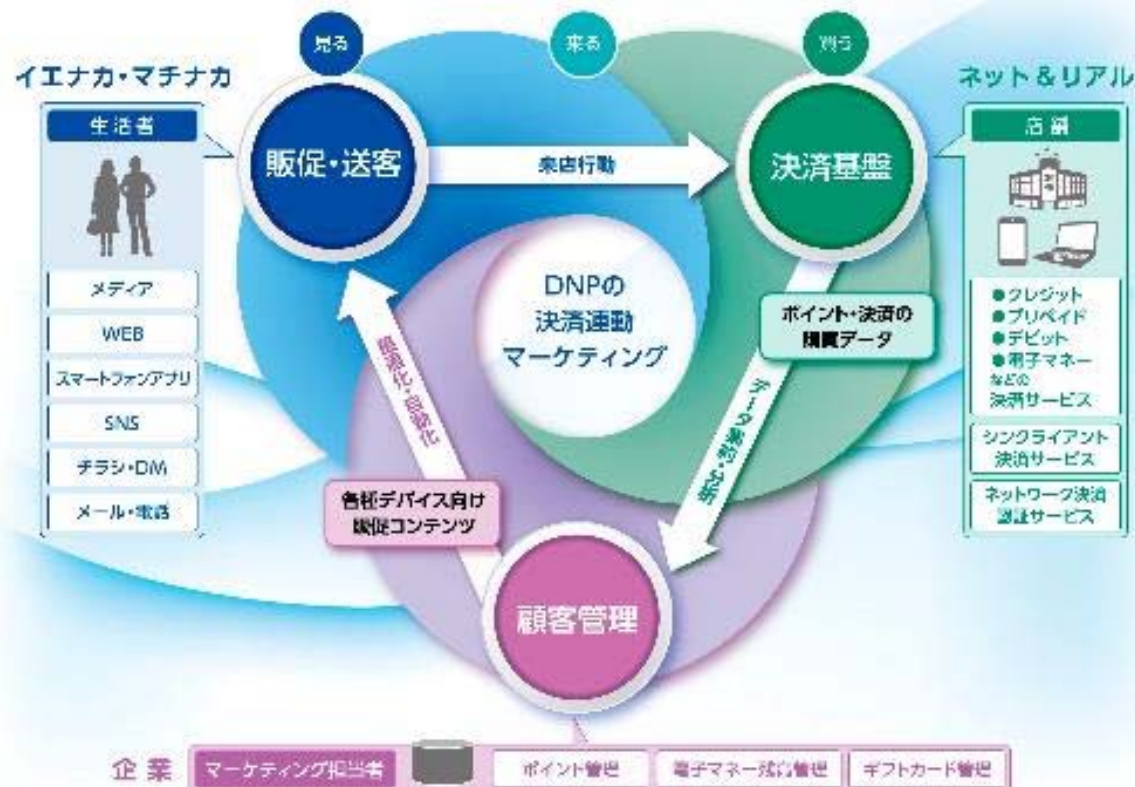 見る
来る
買う
イエナカ・マチナカ
ネット&リアル
生活者
店舗
販促・送客
来店行動
決済基盤
DNPの
決済連動
マーケティング
ポイント・決済の
購買データ
メディア
WEB
スマートフォンアプリ
SNS
チラシ・DM
メール・電話
●クレジット
●プリペイド
●デビット
●電子マネー
などの
決済サービス
シンクライアント
決済サービス
ネットワーク決済
認証サービス
最適化・自動化
データ蓄積・分析
各種デバイス向け
販促コンテンツ
顧客管理
企業
マーケティング担当者
ポイント管理
電子マネー残高管理
ギフトカード管理